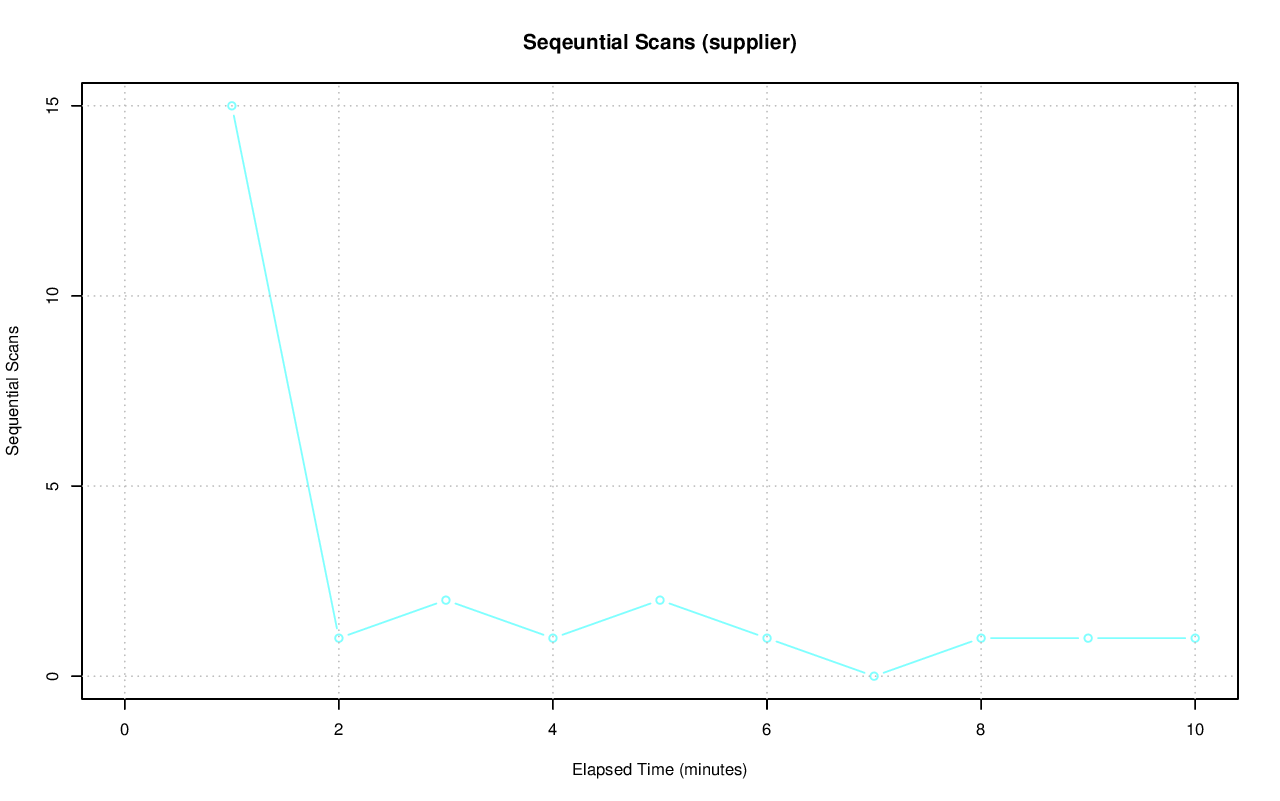 Seqeuntial Scans (supplier)
Sequential Scans
15
10
5
0
0 2 4 6 8 10
Elapsed Time (minutes)